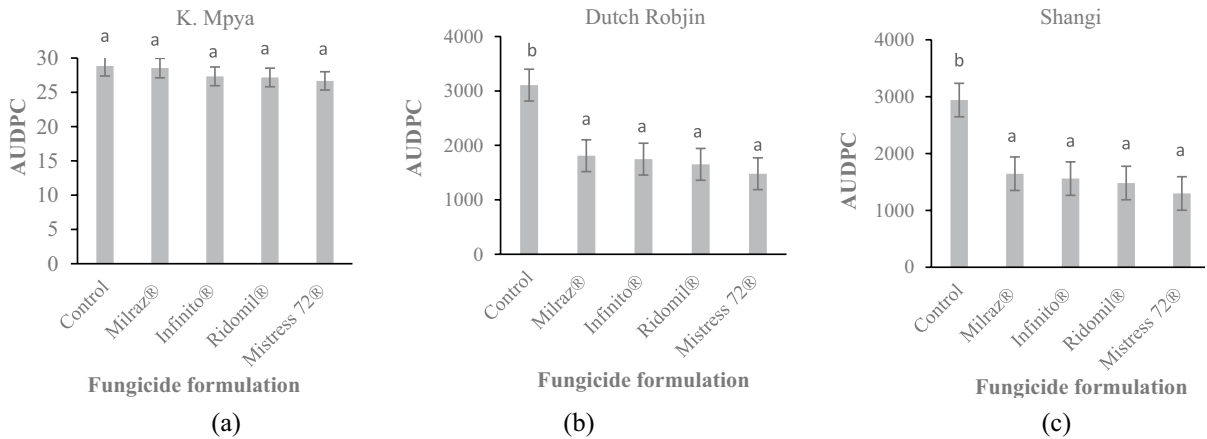 K. Mpya
a a a a a
30
25
20
15
10
5
0
AUDPC
Control
Milraz®
Infinito®
Ridomil®
Mistress 72®
Fungicide formulation
(a)
Dutch Robjin
b a a a a
4000
3000
2000
1000
0
AUDPC
Control
Milraz®
Infinito®
Ridomil®
Mistress 72®
Fungicide formulation
(b)
Shangi
b a a a a
4000
3000
2000
1000
0
AUDPC
Control
Milraz®
Infinito®
Ridomil®
Mistress 72®
Fungicide formulation
(c)